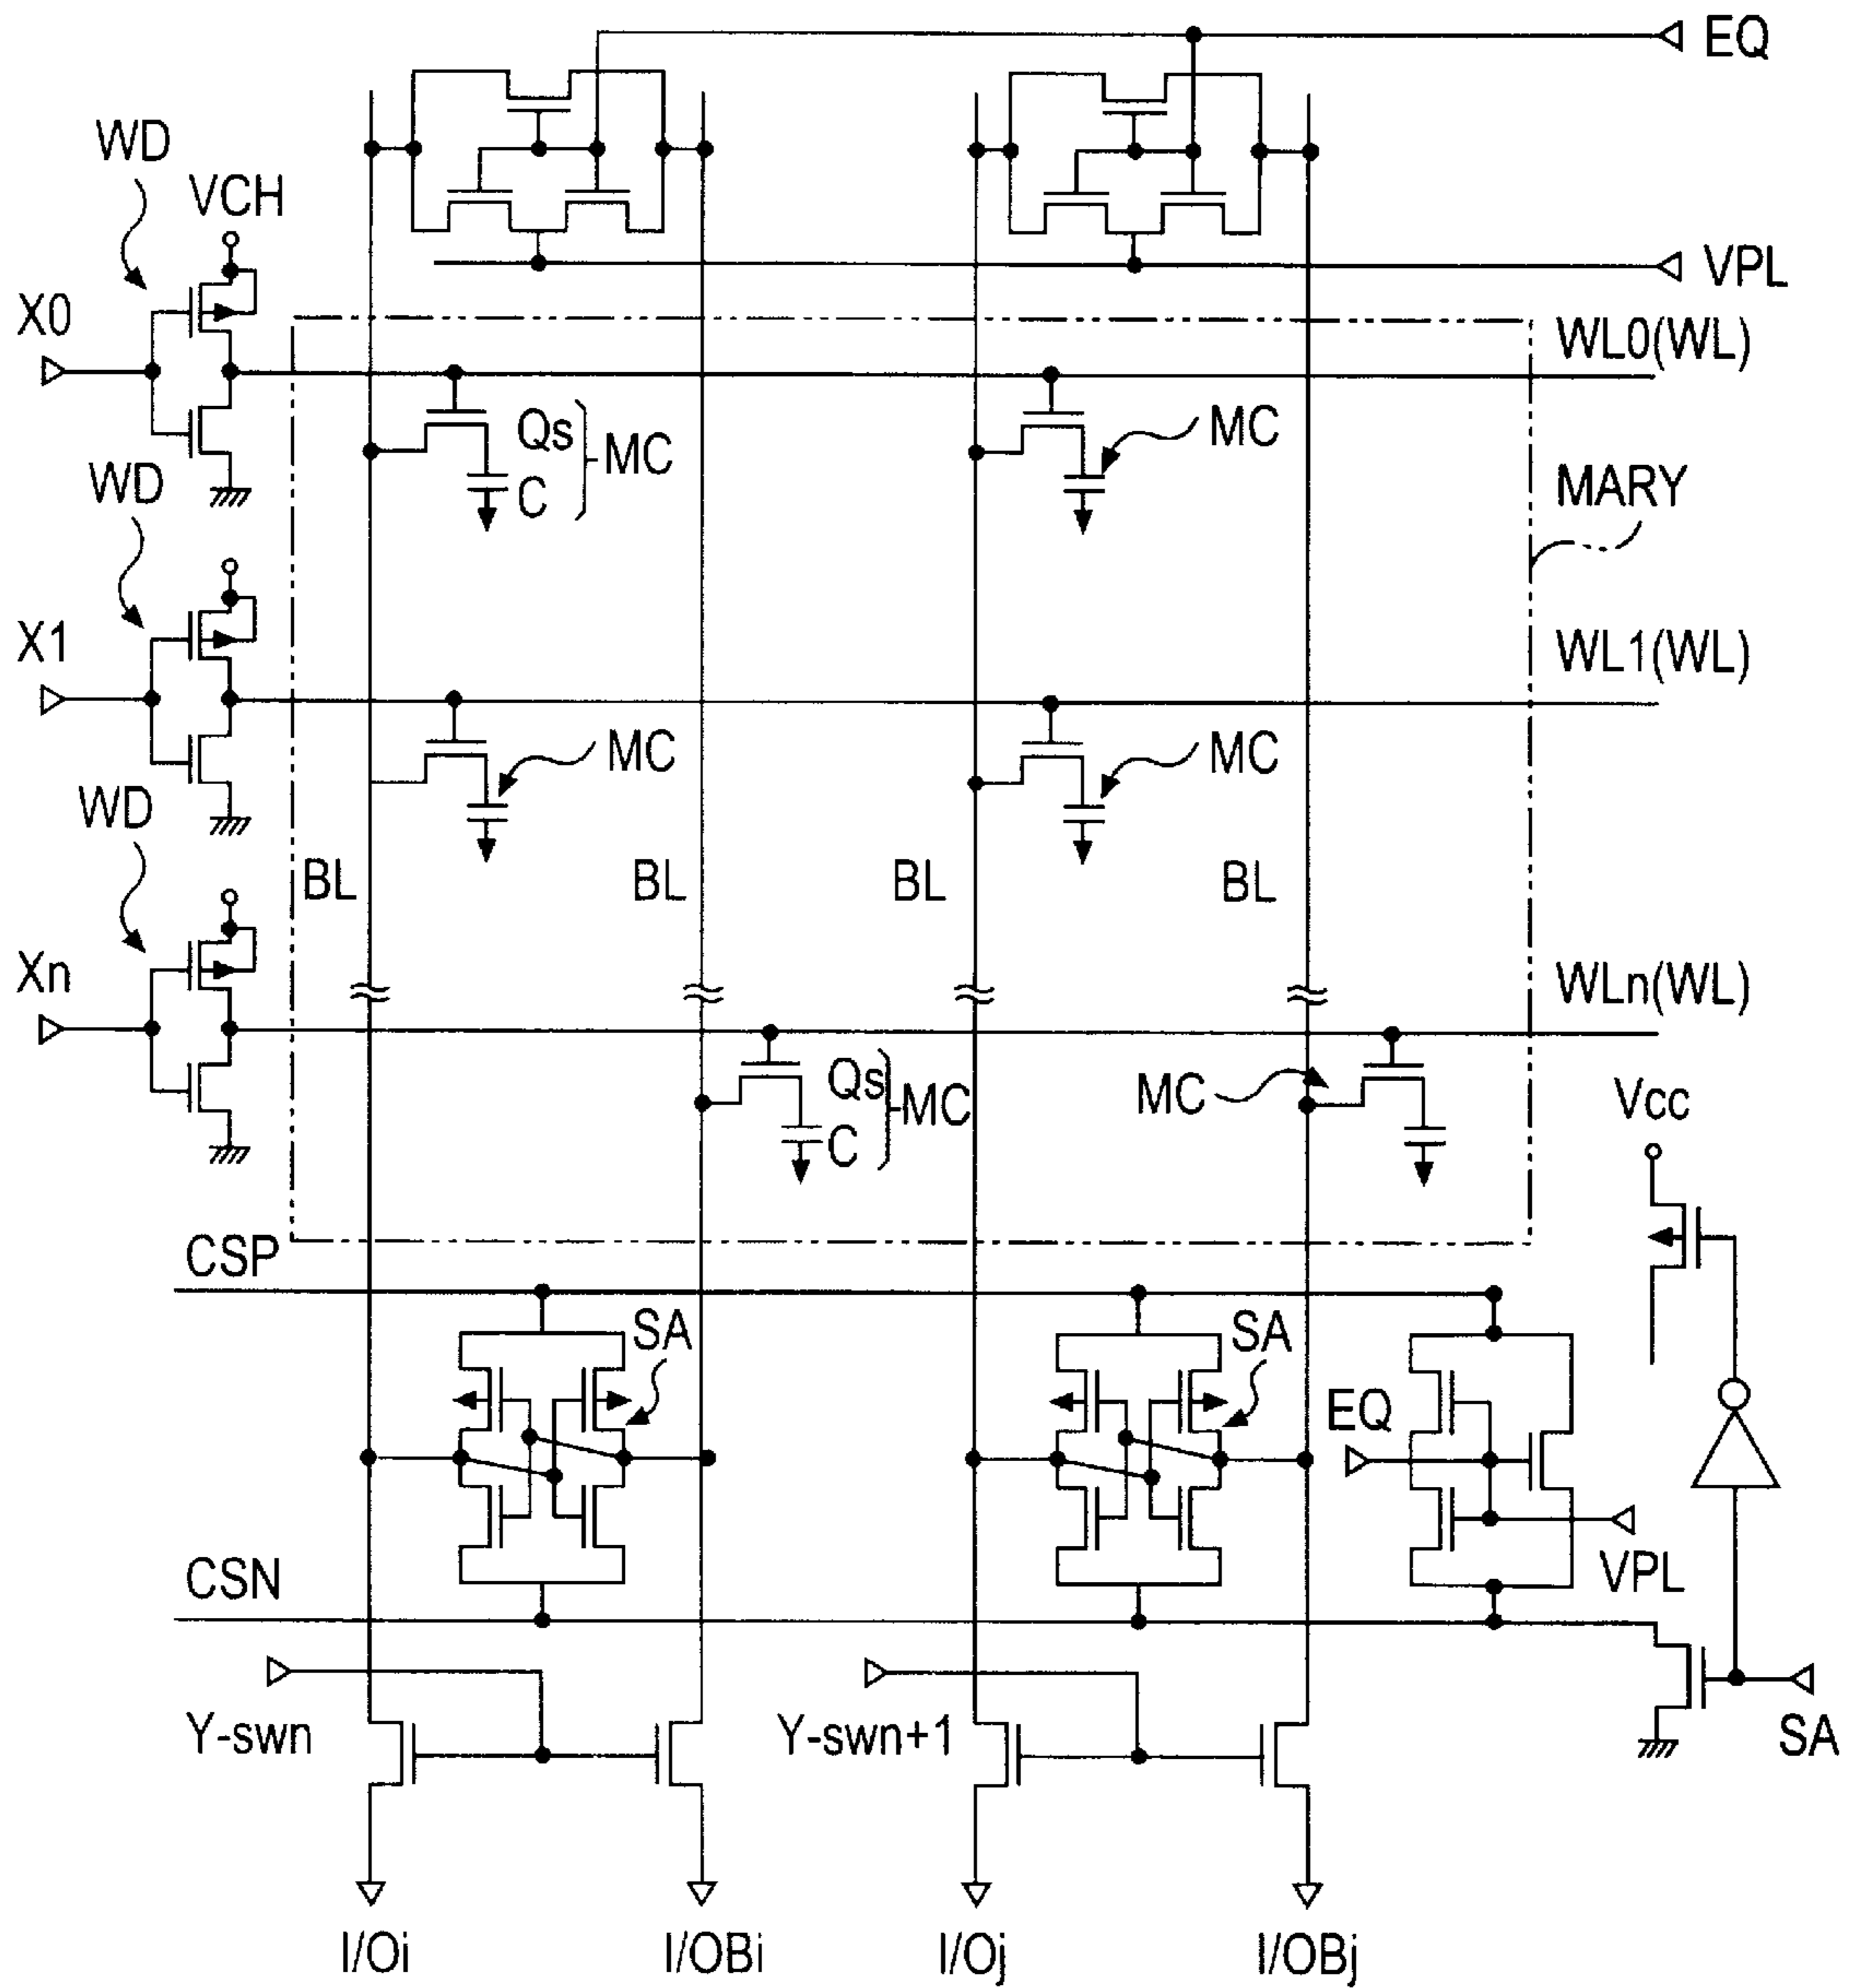 EQ
WD
VCH
VPL
X0
WL0(WL)
Qs
MC
C
MC
WD
MARY
X1
WL1(WL)
MC
MC
WD
BL
BL
BL
BL
Xn
WLn(WL)
Qs
MC
C
MC
Vcc
CSP
SA
SA
EQ
CSN
VPL
Y-swn
Y-swn+1
SA
I/Oi
I/OBi
I/Oj
I/OBj